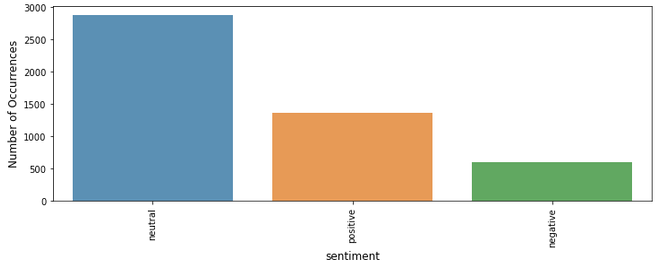 Number of Occurrences
3000
2500
2000
1500
1000
500
0
neutral
positive
negative
sentiment